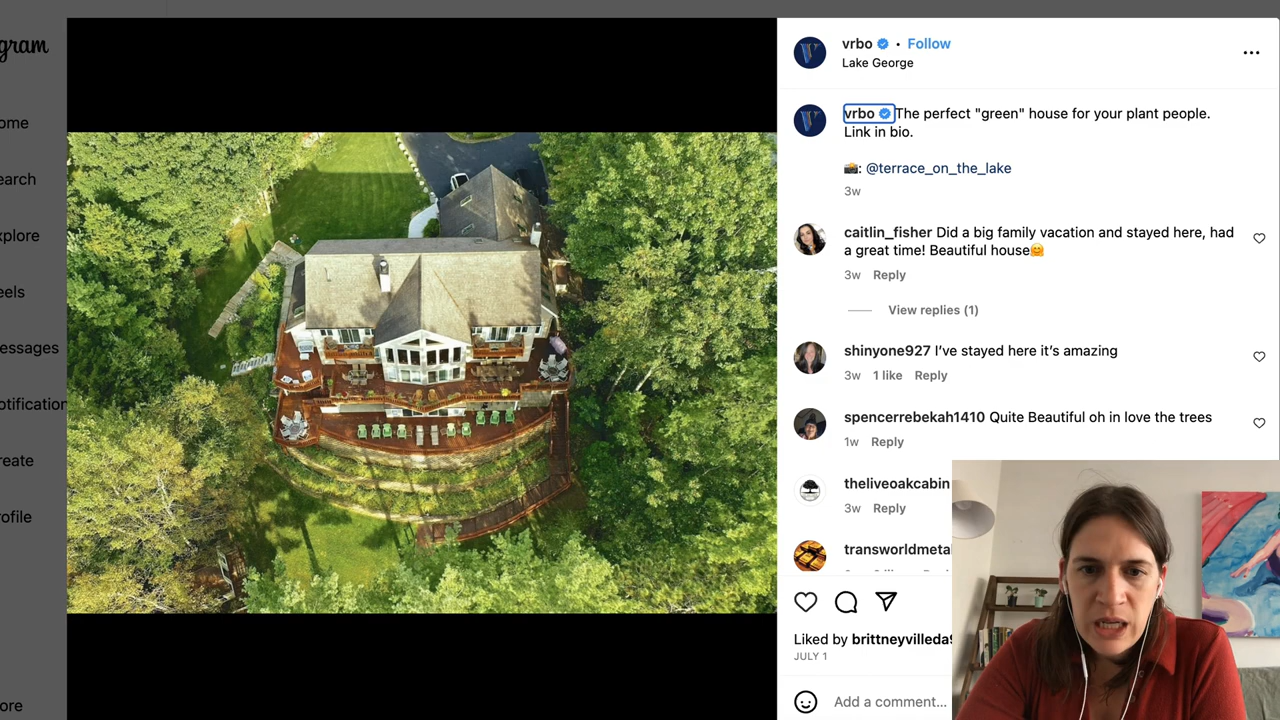 gram
ome
earch
xplore
eels
essages
otification
reate
rofile
ore
vrbo • Follow
Lake George
•••
vrbo The perfect "green" house for your plant people.
Link in bio.
📸: @terrace_on_the_lake
3w
caitlin_fisher Did a big family vacation and stayed here, had
a great time! Beautiful house🤗
3w Reply
View replies (1)
shinyone927 I've stayed here it's amazing
3w 1 like Reply
spencerrebekah1410 Quite Beautiful oh in love the trees
1w Reply
theliveoakcabin
3w Reply
transworldmeta
Liked by brittneyvilleda
JULY 1
Add a comment...